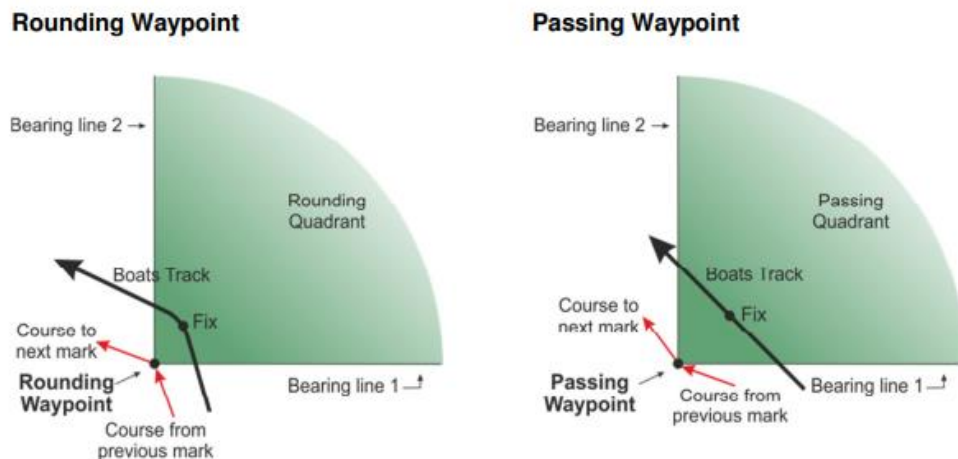 Rounding Waypoint
Bearing line 2 →
Rounding
Quadrant
Boats Track
Fix
Course to
next mark
Rounding
Waypoint
Bearing line 1
Course from
previous mark
Passing Waypoint
Bearing line 2 →
Passing
Quadrant
Boats Track
Fix
Course to
next mark
Passing
Waypoint
Bearing line 1
Course from
previous mark